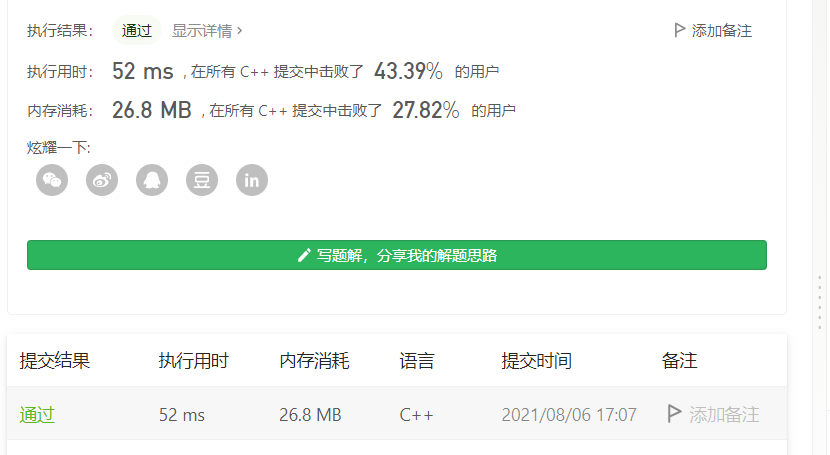 执行结果： 通过 显示详情 > 添加备注
执行用时： 52 ms , 在所有 C++ 提交中击败了 43.39% 的用户
内存消耗： 26.8 MB , 在所有 C++ 提交中击败了 27.82% 的用户
炫耀一下:
豆 in
写题解，分享我的解题思路
提交结果 执行用时 内存消耗 语言 提交时间 备注
通过 52 ms 26.8 MB C++ 2021/08/06 17:07 添加备注